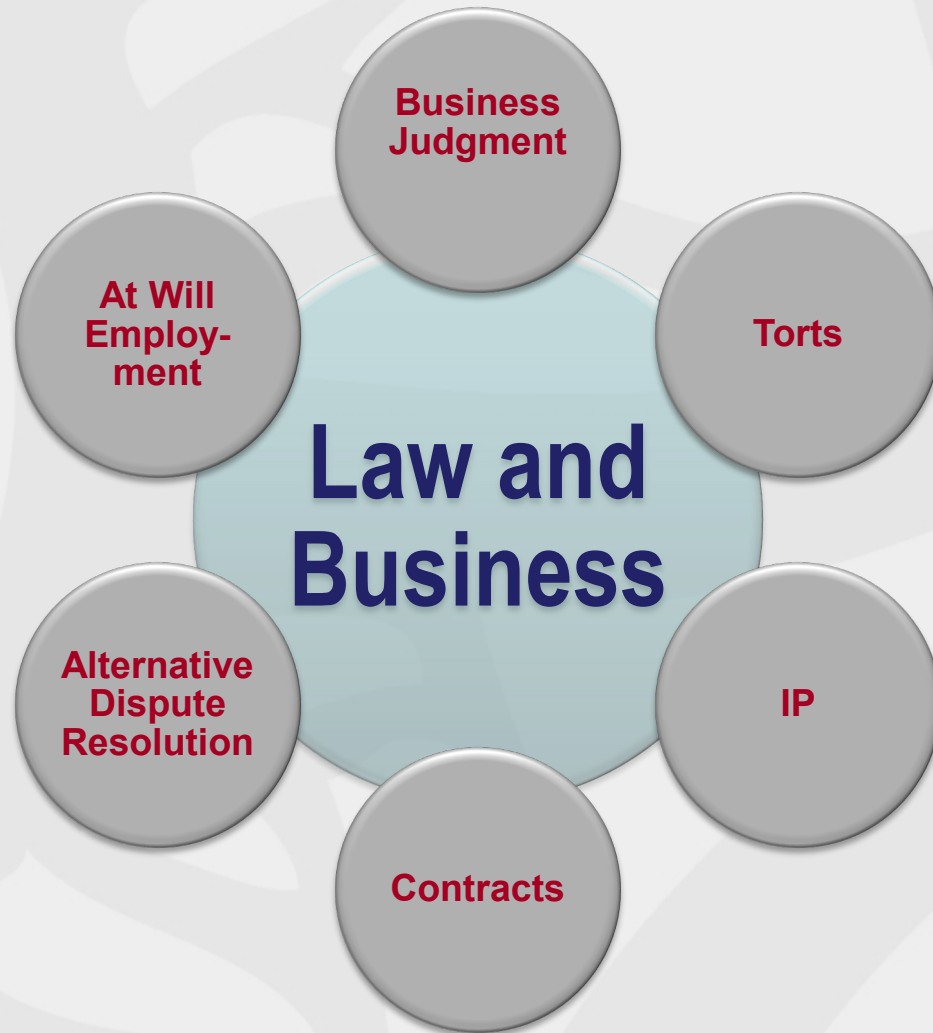 Business
Judgment
Torts
IP
Contracts
Alternative
Dispute
Resolution
At Will
Employ-
ment
Law and
Business